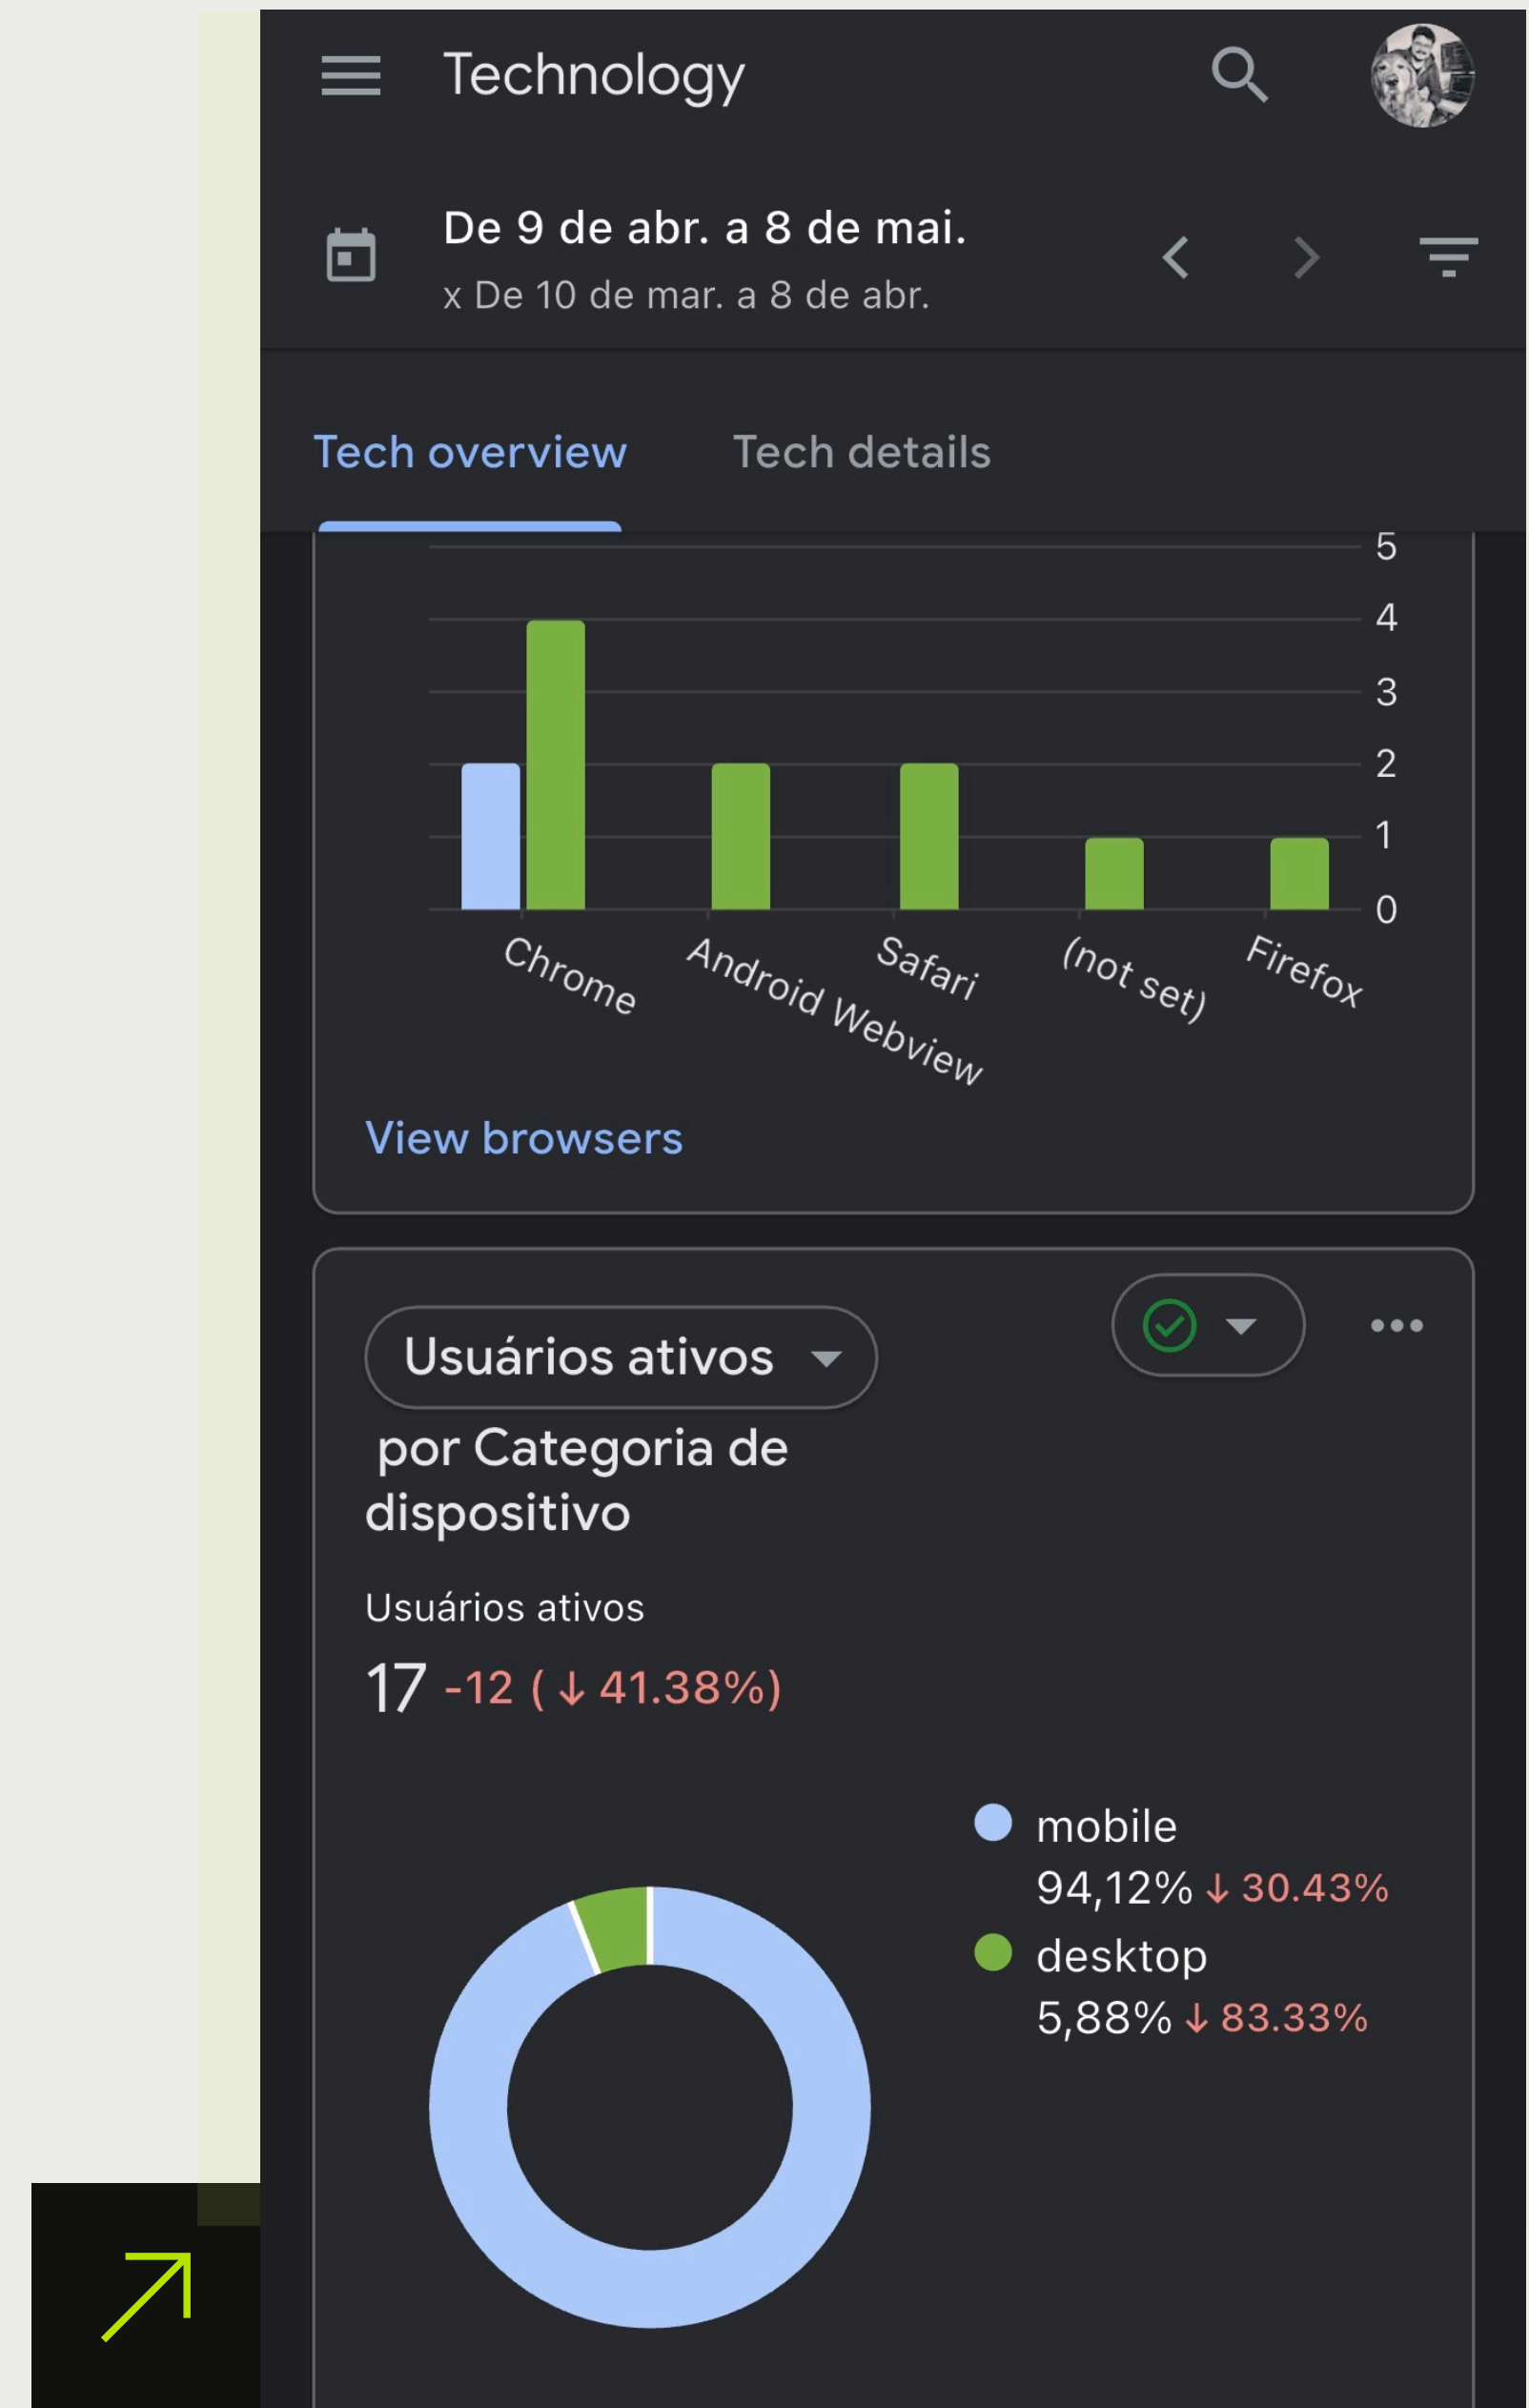 Technology
De 9 de abr. a 8 de mai.
x De 10 de mar. a 8 de abr.
Tech overview
Tech details
5
4
3
2
1
0
Chrome
Android Webview
Safari
(not set)
Firefox
View browsers
Usuários ativos
por Categoria de
dispositivo
Usuários ativos
17 -12 (↓ 41.38%)
mobile
94,12% ↓ 30.43%
desktop
5,88% ↓ 83.33%